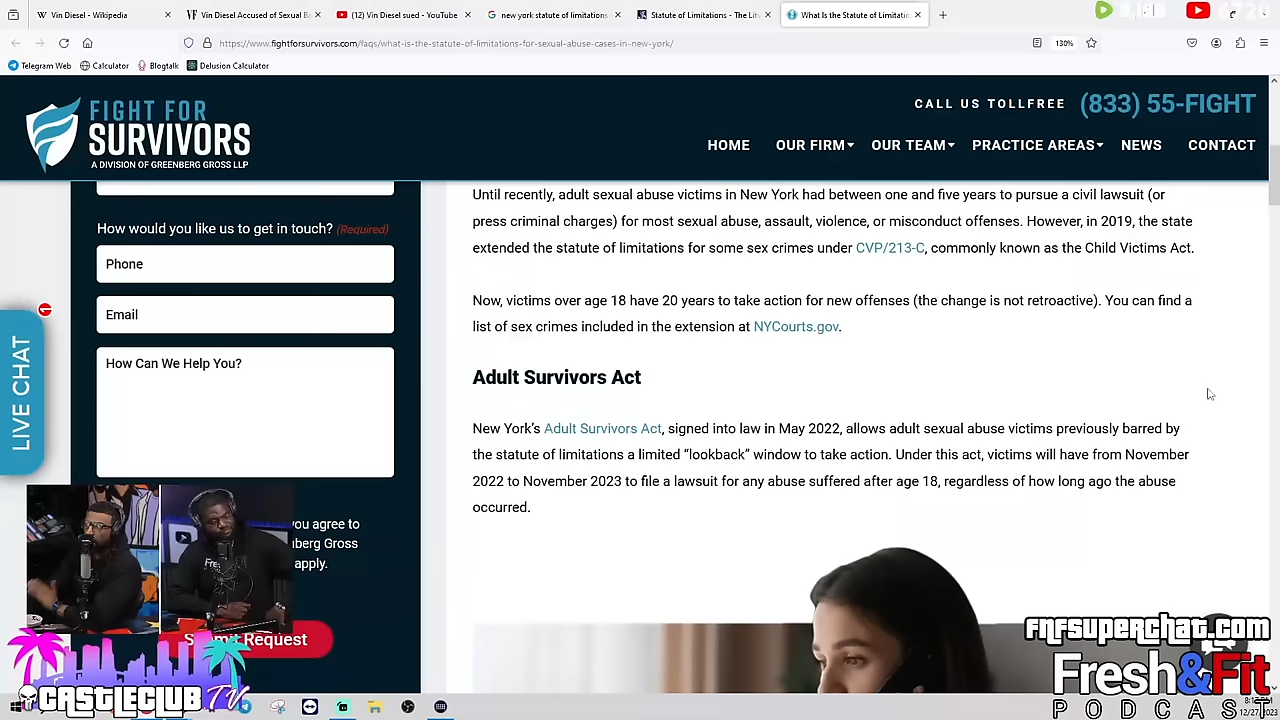 Vin Diesel - Wikipedia
Vin Diesel Accused of Sexual Ba
(12) Vin Diesel sued - YouTube
new york statute of limitations
Statute of Limitations - The Lit
What Is the Statute of Limitatio
https://www.fightforsurvivors.com/faqs/what-is-the-statute-of-limitations-for-sexual-abuse-cases-in-new-york/
130%
Telegram Web
Calculator
Blogtalk
Delusion Calculator
FIGHT FOR
SURVIVORS
A DIVISION OF GREENBERG GROSS LLP
CALL US TOLLFREE (833) 55-FIGHT
HOME
OUR FIRM
OUR TEAM
PRACTICE AREAS
NEWS
CONTACT
How would you like us to get in touch? (Required)
Phone
Email
How Can We Help You?
LIVE CHAT
you agree to
nberg Gross
apply.
Submit Request
Until recently, adult sexual abuse victims in New York had between one and five years to pursue a civil lawsuit (or
press criminal charges) for most sexual abuse, assault, violence, or misconduct offenses. However, in 2019, the state
extended the statute of limitations for some sex crimes under CVP/213-C, commonly known as the Child Victims Act.
Now, victims over age 18 have 20 years to take action for new offenses (the change is not retroactive). You can find a
list of sex crimes included in the extension at NYCourts.gov.
Adult Survivors Act
New York's Adult Survivors Act, signed into law in May 2022, allows adult sexual abuse victims previously barred by
the statute of limitations a limited “lookback” window to take action. Under this act, victims will have from November
2022 to November 2023 to file a lawsuit for any abuse suffered after age 18, regardless of how long ago the abuse
occurred.
CASTLECLUB TV
FNFSUPERCHAT.COM
Fresh&Fit
PODCAST
12/27/2023